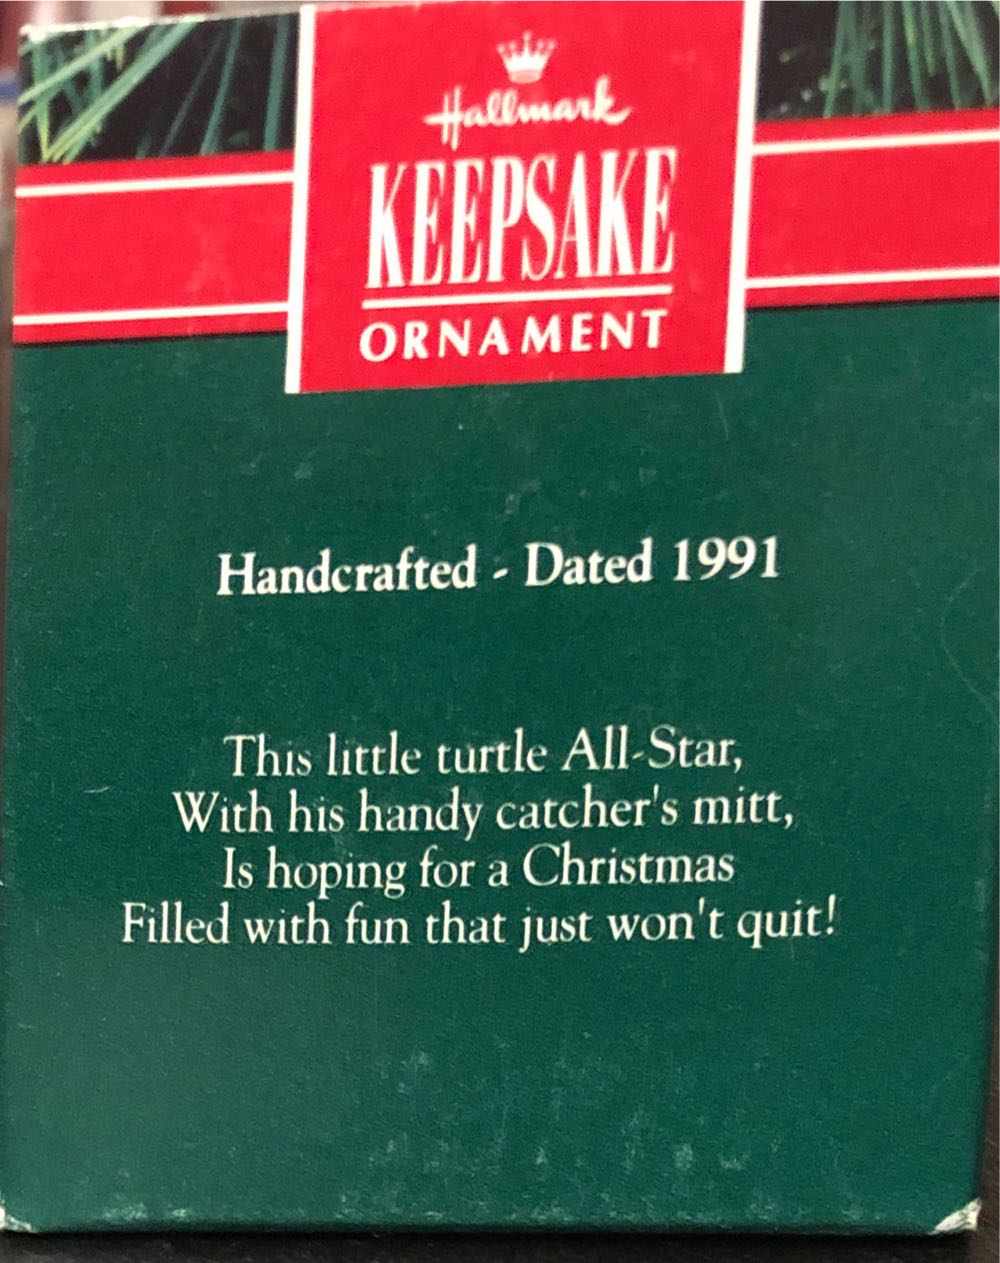 Hallmark
KEEPSAKE
ORNAMENT
Handcrafted - Dated 1991
This little turtle All-Star,
With his handy catcher's mitt,
Is hoping for a Christmas
Filled with fun that just won't quit!